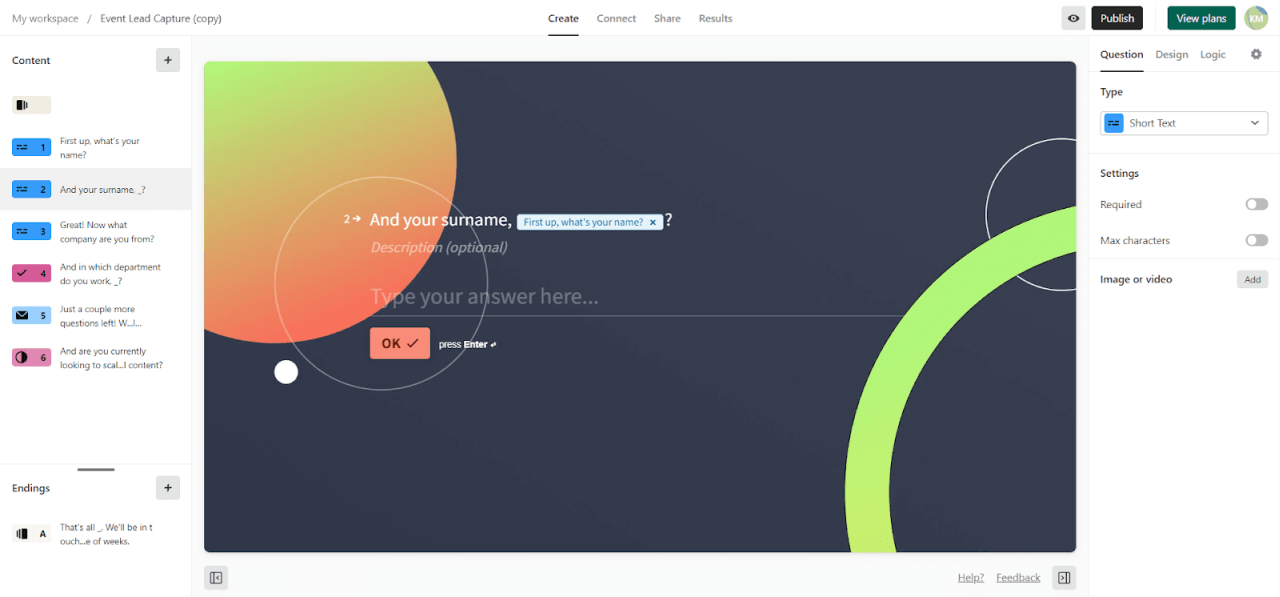 My workspace / Event Lead Capture (copy)
Create Connect Share Results
Publish
View plans
KM
Content
+
1 First up, what's your
name?
2 And your surname, _?
3 Great! Now what
company are you from?
4 And in which department
do you work, _?
5 Just a couple more
questions left! W...l...
6 And are you currently
looking to scal...l content?
Endings
+
A That's all _. We'll be in t
ouch...e of weeks.
2 → And your surname, First up, what's your name? × ?
Description (optional)
Type your answer here...
OK ✓ press Enter ↵
Help? Feedback
Question Design Logic
Type
Short Text
Settings
Required
Max characters
Image or video Add